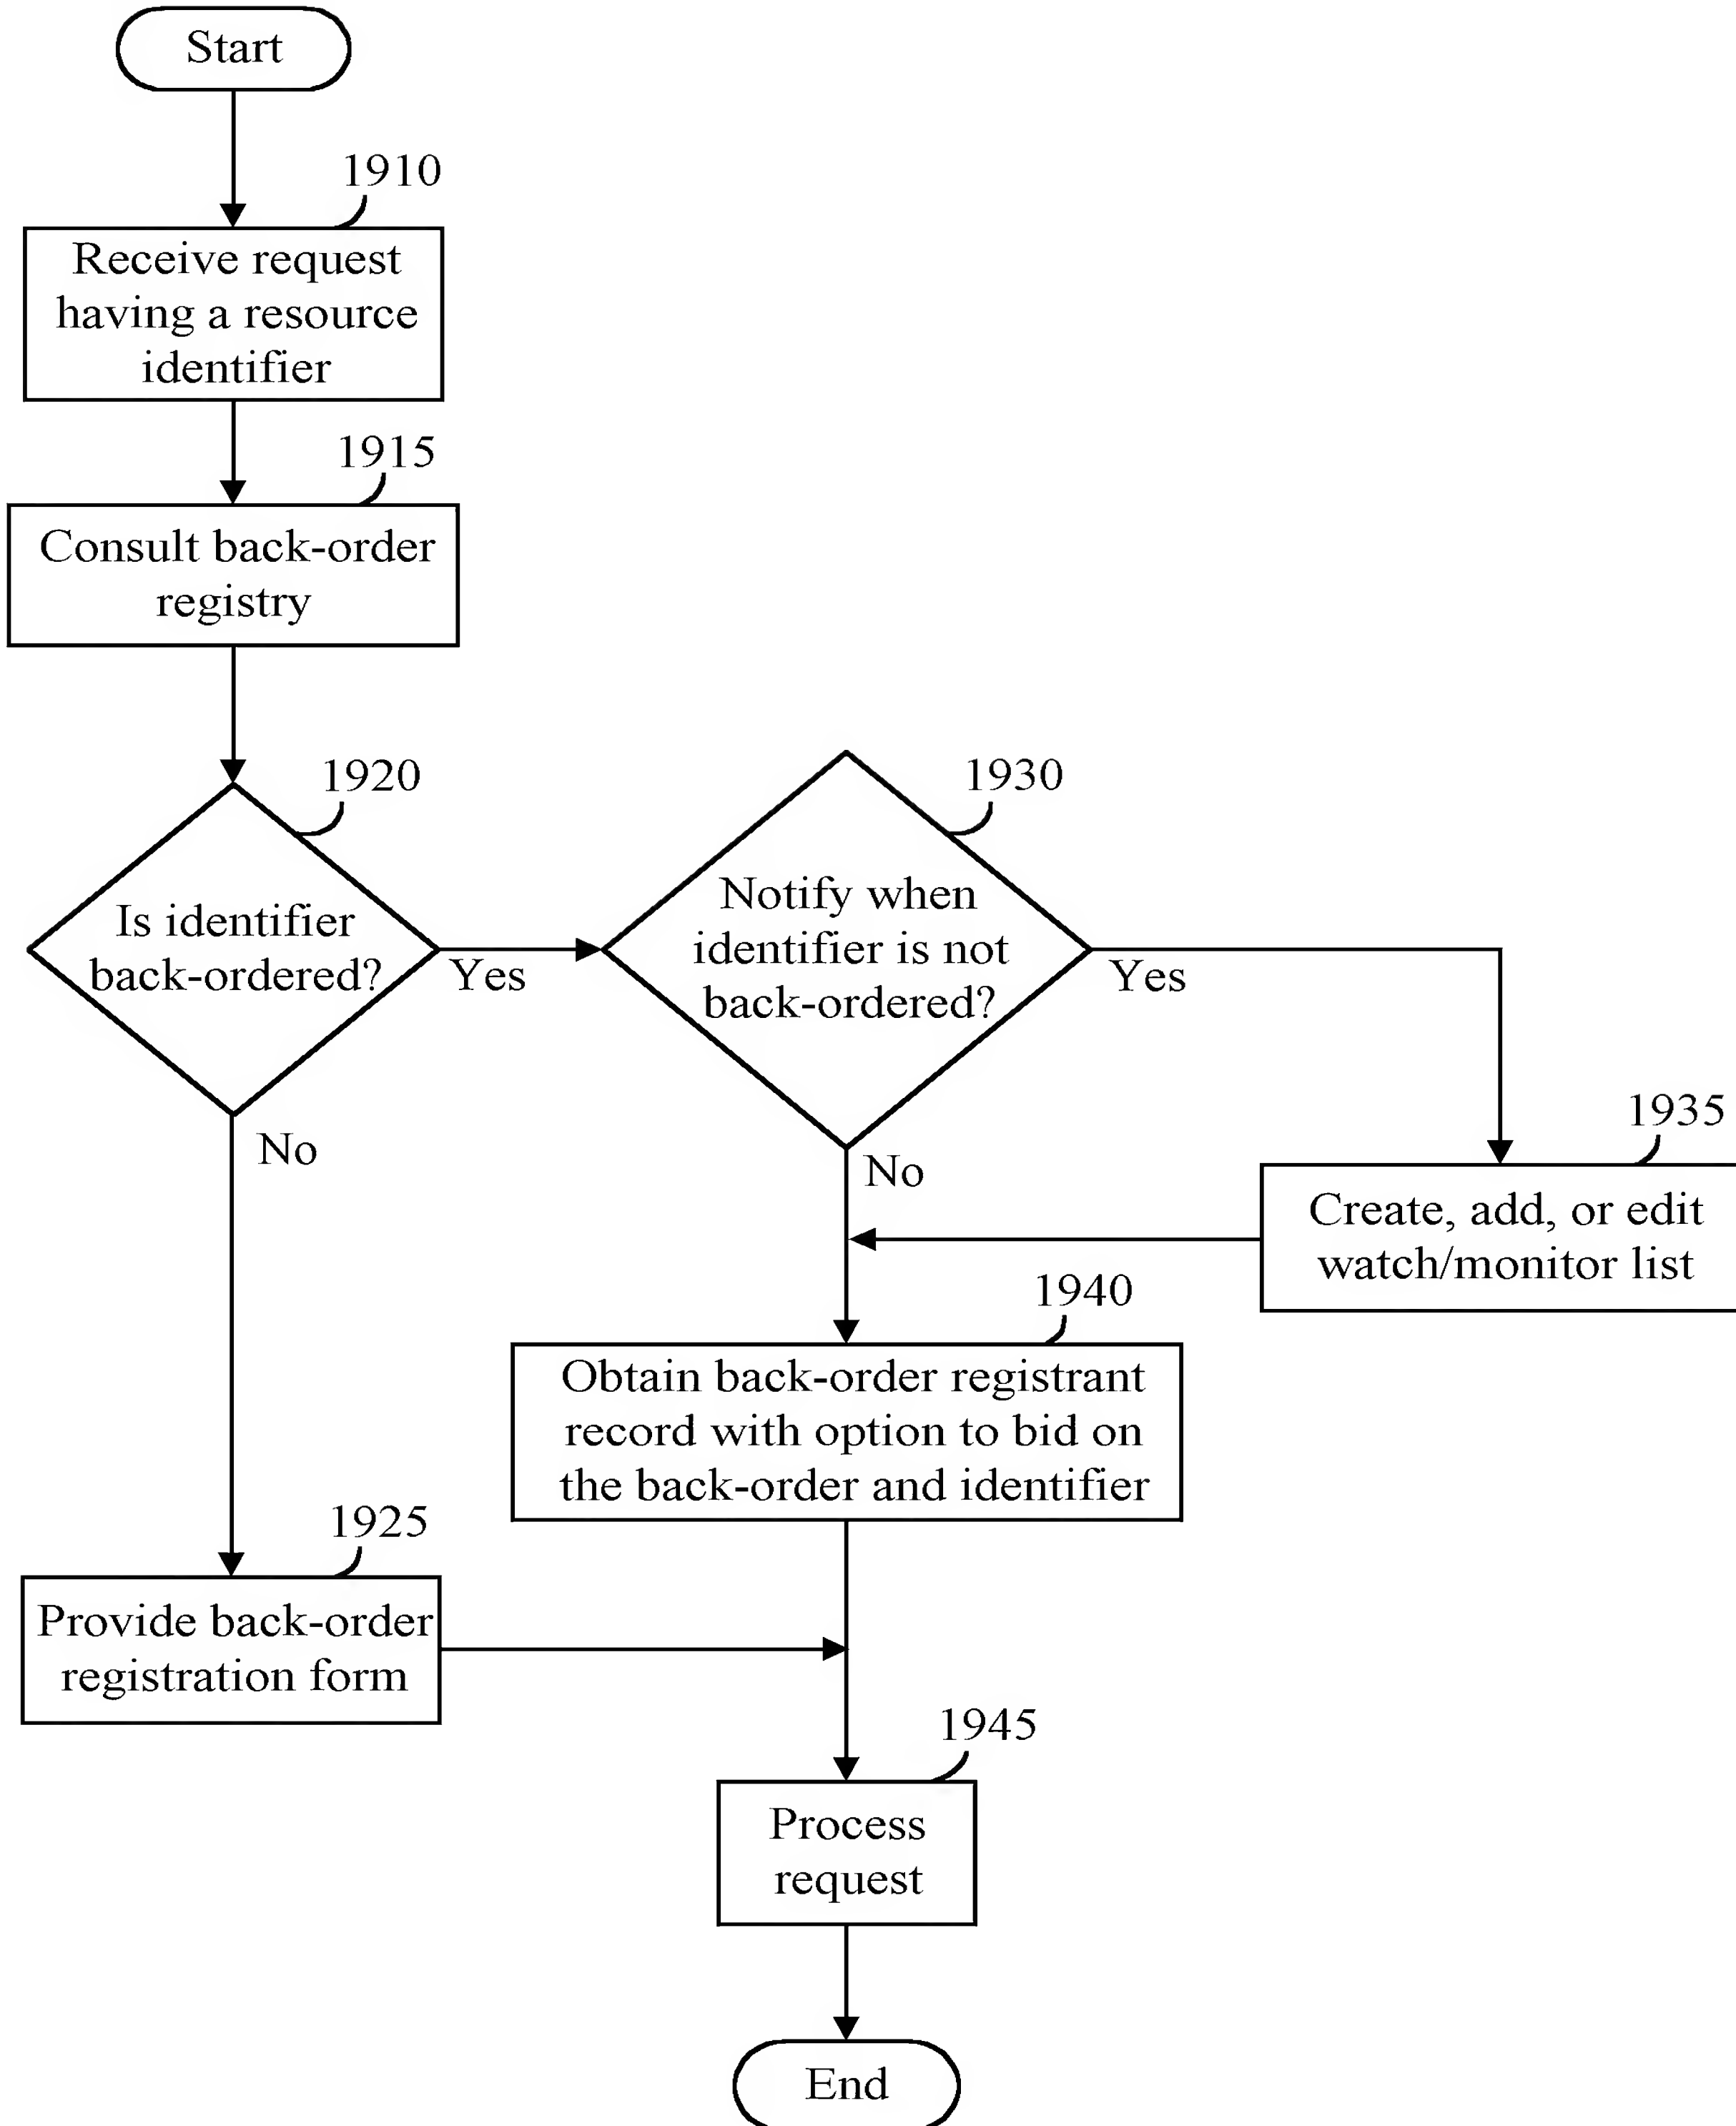 Start
1910
Receive request
having a resource
identifier
1915
Consult back-order
registry
1920
Is identifier
back-ordered?
Yes
No
1930
Notify when
identifier is not
back-ordered?
Yes
No
1935
Create, add, or edit
watch/monitor list
1940
Obtain back-order registrant
record with option to bid on
the back-order and identifier
1925
Provide back-order
registration form
1945
Process
request
End